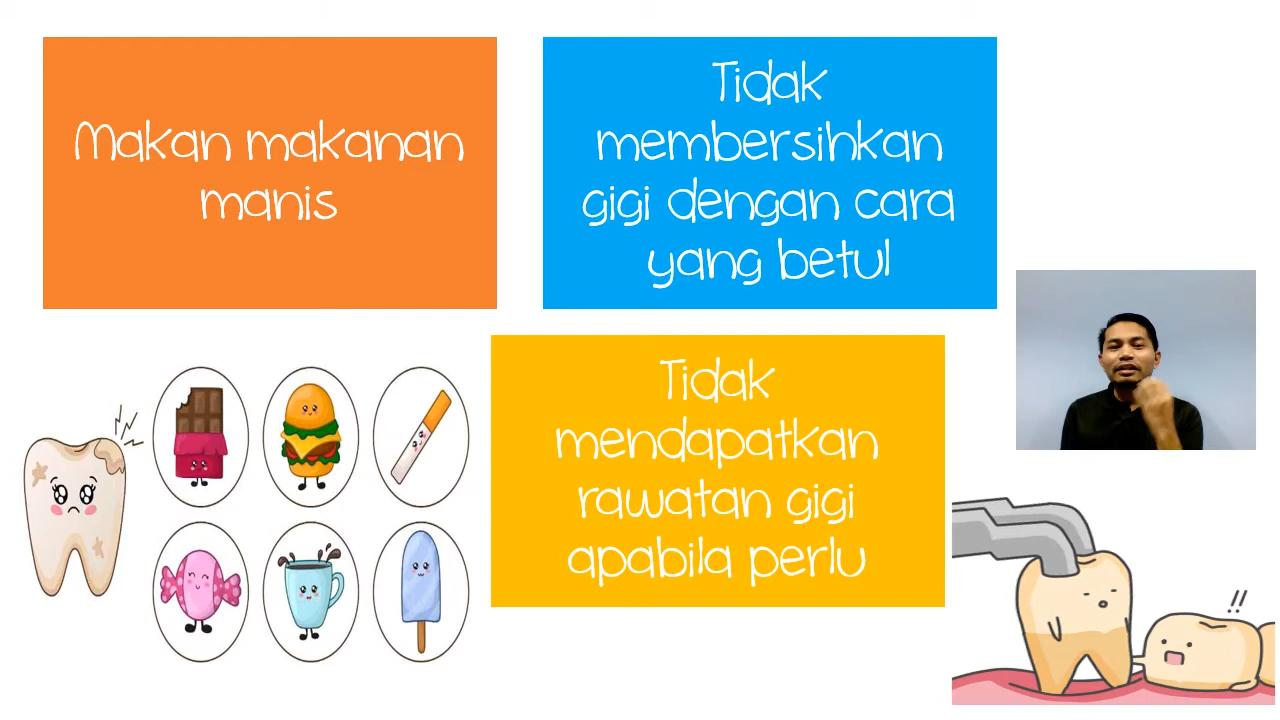 Makan makanan
manis
Tidak
membersihkan
gigi dengan cara
yang betul
Tidak
mendapatkan
rawatan gigi
apabila perlu
!!